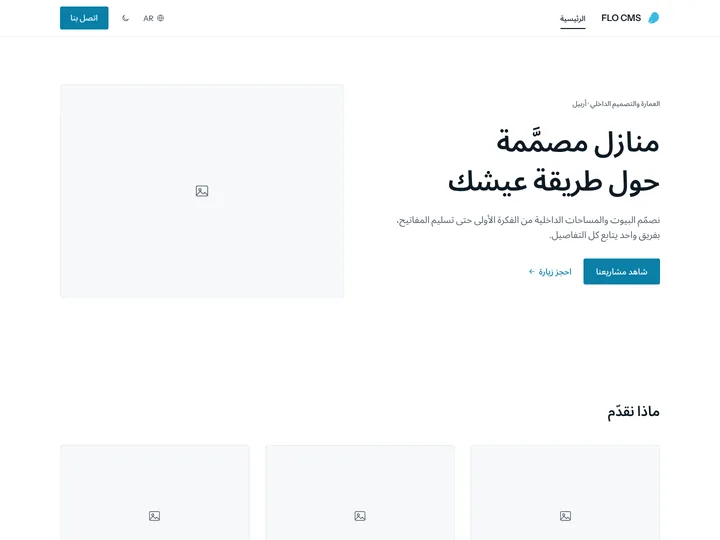 FLO CMS
الرئيسية
AR
اتصل بنا
العمارة والتصميم الداخلي · أربيل
منازل مصمَّمة
حول طريقة عيشك
نصمّم البيوت والمساحات الداخلية من الفكرة الأولى حتى تسليم المفاتيح،
بفريق واحد يتابع كل التفاصيل.
شاهد مشاريعنا
احجز زيارة ←
ماذا نقدّم